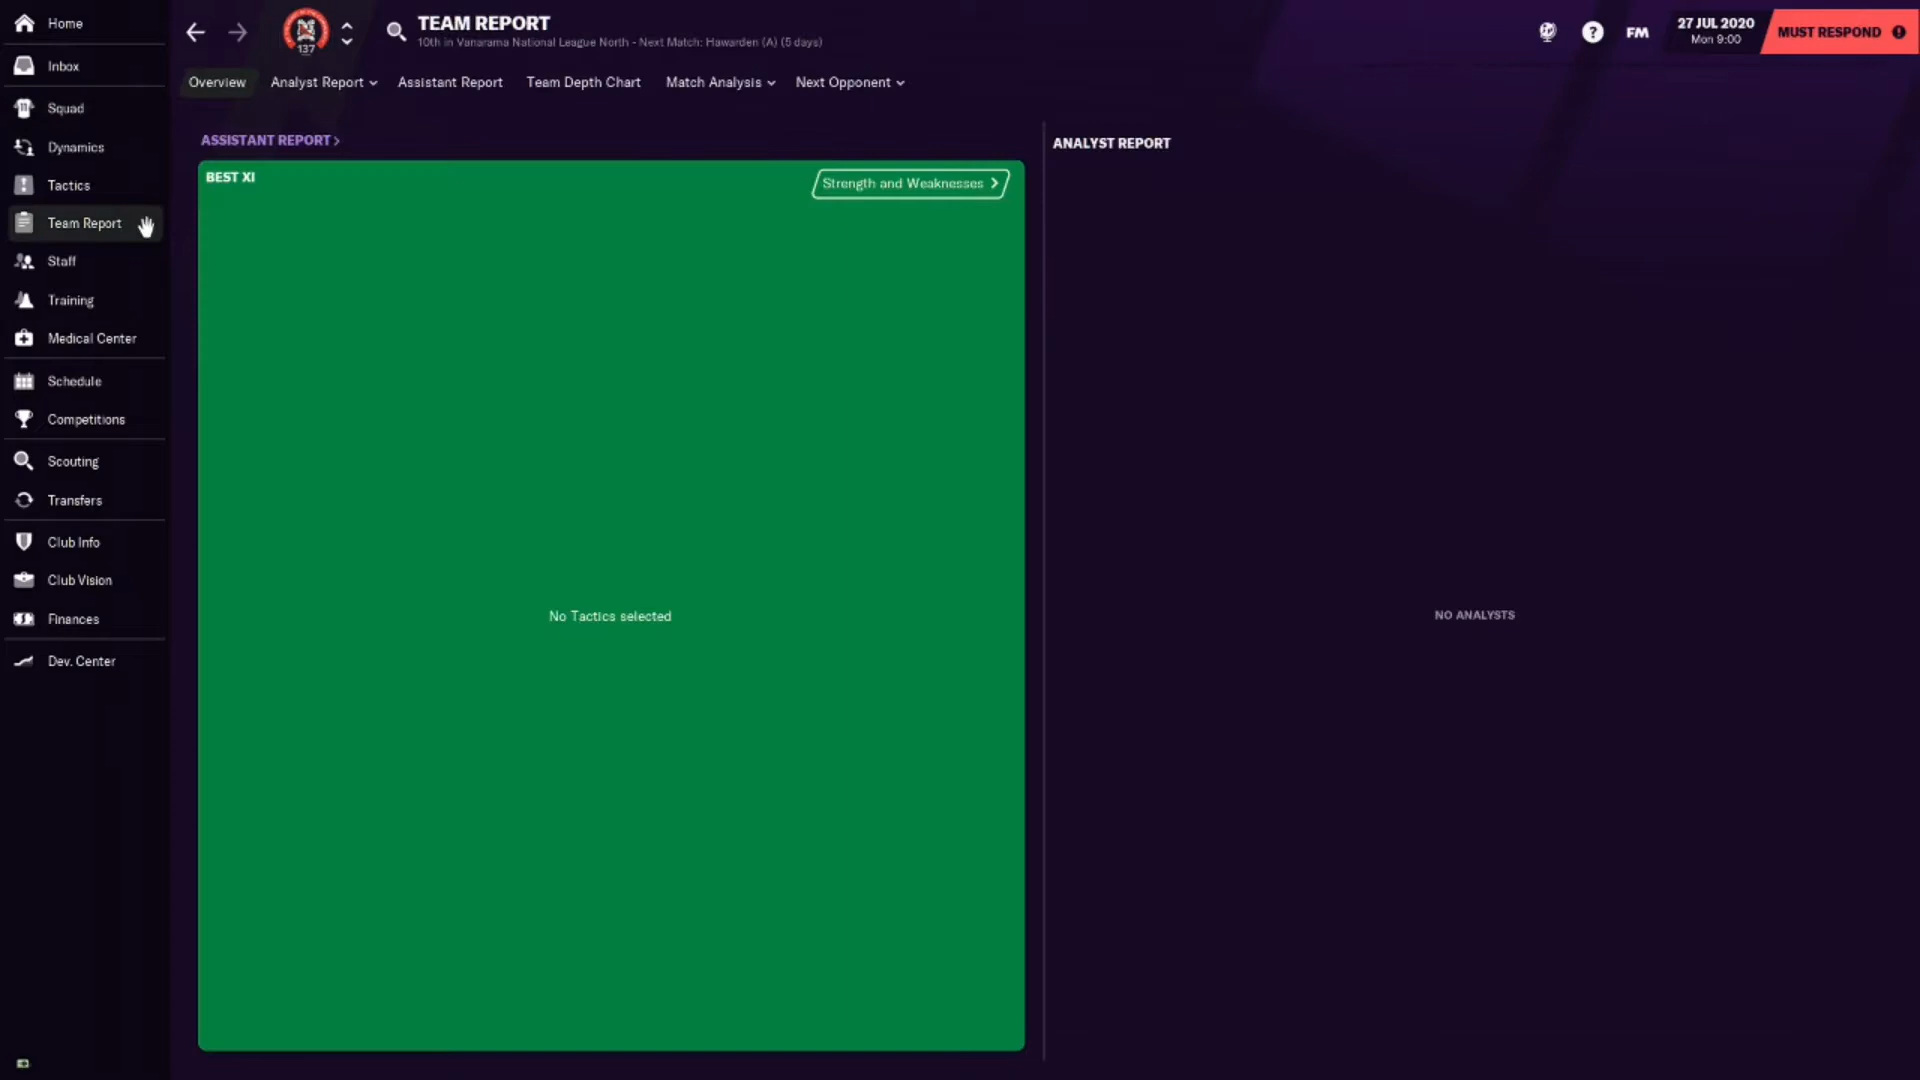 Home
Inbox
Squad
Dynamics
Tactics
Team Report
Staff
Training
Medical Center
Schedule
Competitions
Scouting
Transfers
Club Info
Club Vision
Finances
Dev. Center
137
TEAM REPORT
10th in Vanarama National League North - Next Match: Hawarden (A) (5 days)
FM
27 JUL 2020
Mon 9:00
MUST RESPOND
Overview
Analyst Report
Assistant Report
Team Depth Chart
Match Analysis
Next Opponent
ASSISTANT REPORT >
BEST XI
Strength and Weaknesses >
No Tactics selected
ANALYST REPORT
NO ANALYSTS